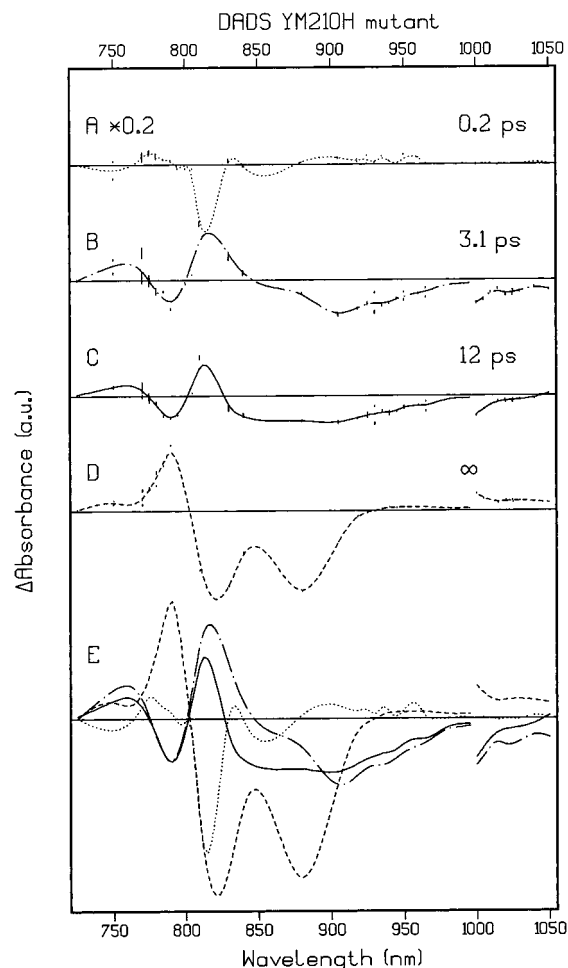 DADS YM210H mutant
750 800 850 900 950 1000 1050
A *0.2 0.2 ps
B 3.1 ps
C 12 ps
D ∞
E
ΔAbsorbance (a.u.)
750 800 850 900 950 1000 1050
Wavelength (nm)